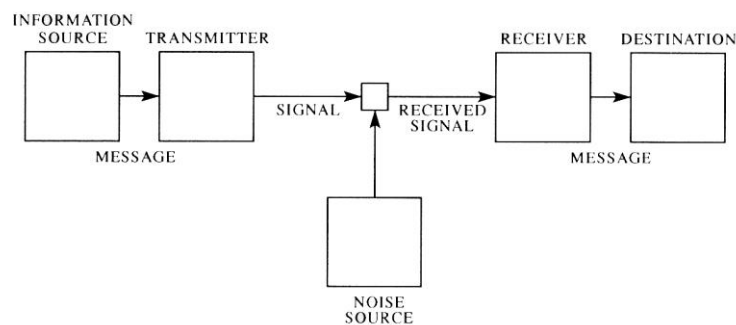 INFORMATION
SOURCE
TRANSMITTER
RECEIVER
DESTINATION
SIGNAL
RECEIVED
SIGNAL
MESSAGE
MESSAGE
NOISE
SOURCE